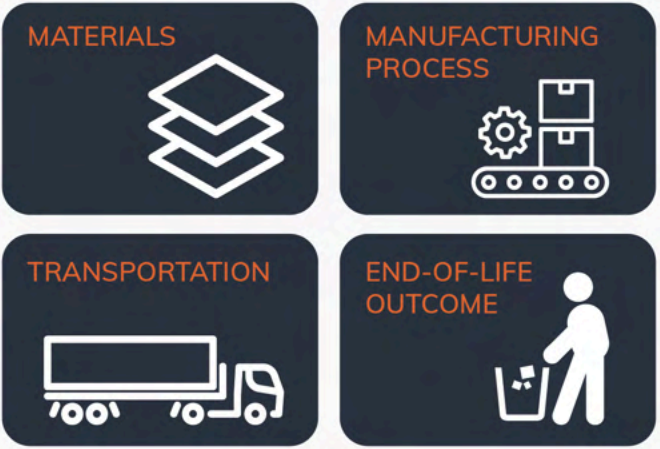 MATERIALS
MANUFACTURING
PROCESS
TRANSPORTATION
END-OF-LIFE
OUTCOME